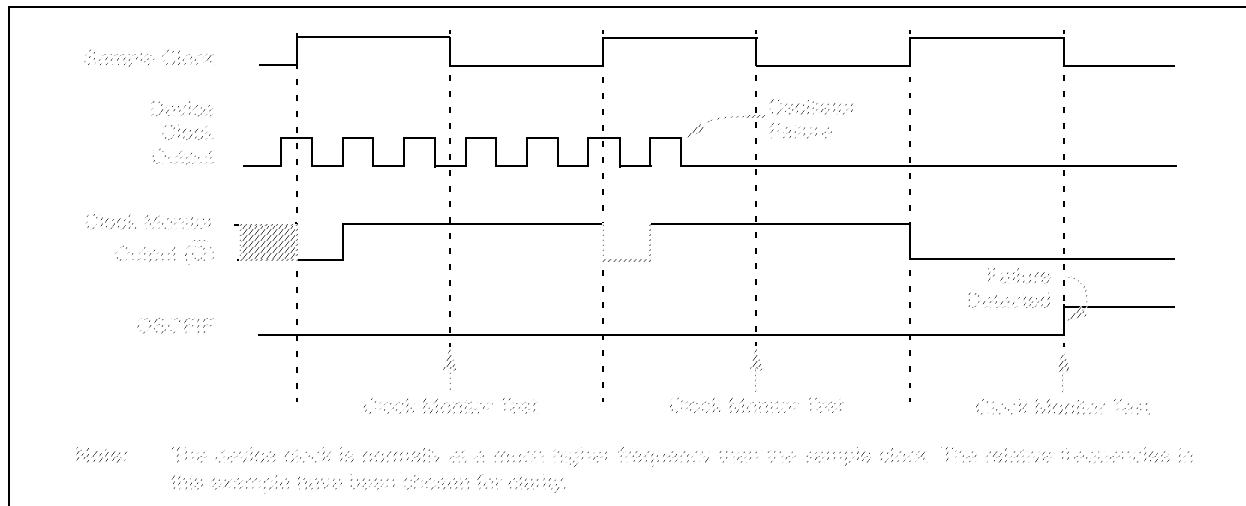 Sample Clock
Device
Clock
Output
Oscillator
Failure
Clock Monitor
Output (Q)
Failure
Detected
OSCFIF
Clock Monitor Test
Clock Monitor Test
Clock Monitor Test
Note: The device clock is normally at a much higher frequency than the sample clock. The relative frequencies in
this example have been chosen for clarity.